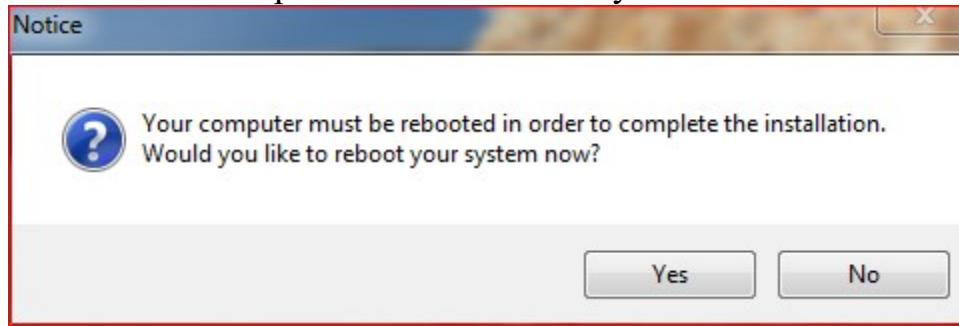 Notice
Your computer must be rebooted in order to complete the installation.
Would you like to reboot your system now?
Yes No